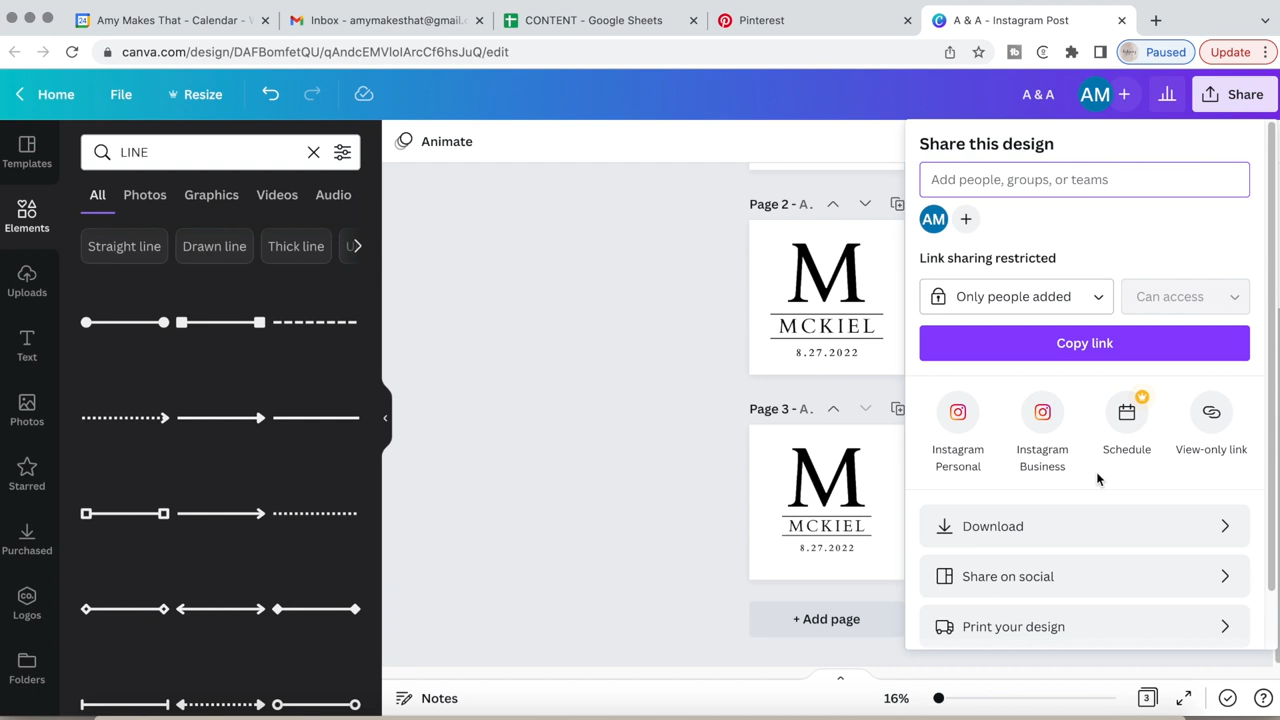 Amy Makes That - Calendar -
Inbox - amymakesthat@gmail.
CONTENT - Google Sheets
Pinterest
A & A - Instagram Post
canva.com/design/DAFBomfetQU/qAndcEMVloIArcCf6hsJuQ/edit
Paused
Update
Home
File
Resize
A & A
AM
Share
Templates
Elements
Uploads
Text
Photos
Starred
Purchased
CO.
Logos
Folders
LINE
All
Photos
Graphics
Videos
Audio
Straight line
Drawn line
Thick line
Animate
Page 2 - A.
M
MCKIEL
8.27.2022
Page 3 - A.
M
MCKIEL
8.27.2022
+ Add page
Share this design
Add people, groups, or teams
AM
Link sharing restricted
Only people added
Can access
Copy link
Instagram Personal
Instagram Business
Schedule
View-only link
Download
Share on social
Print your design
Notes
16%
3